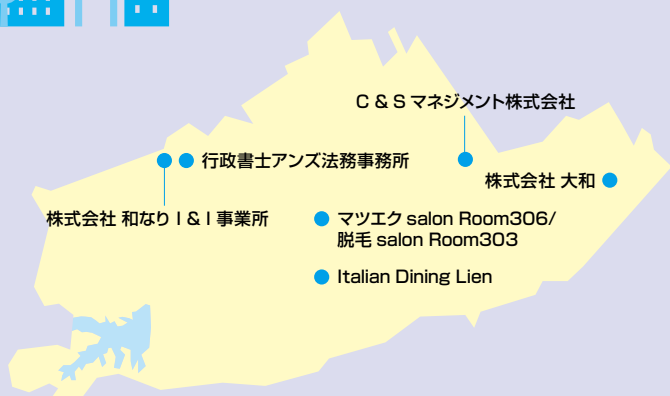 C & S マネジメント株式会社
行政書士アンズ法務事務所
株式会社 大和
株式会社 和なり I & I 事業所
マツエク salon Room306/
脱毛 salon Room303
Italian Dining Lien